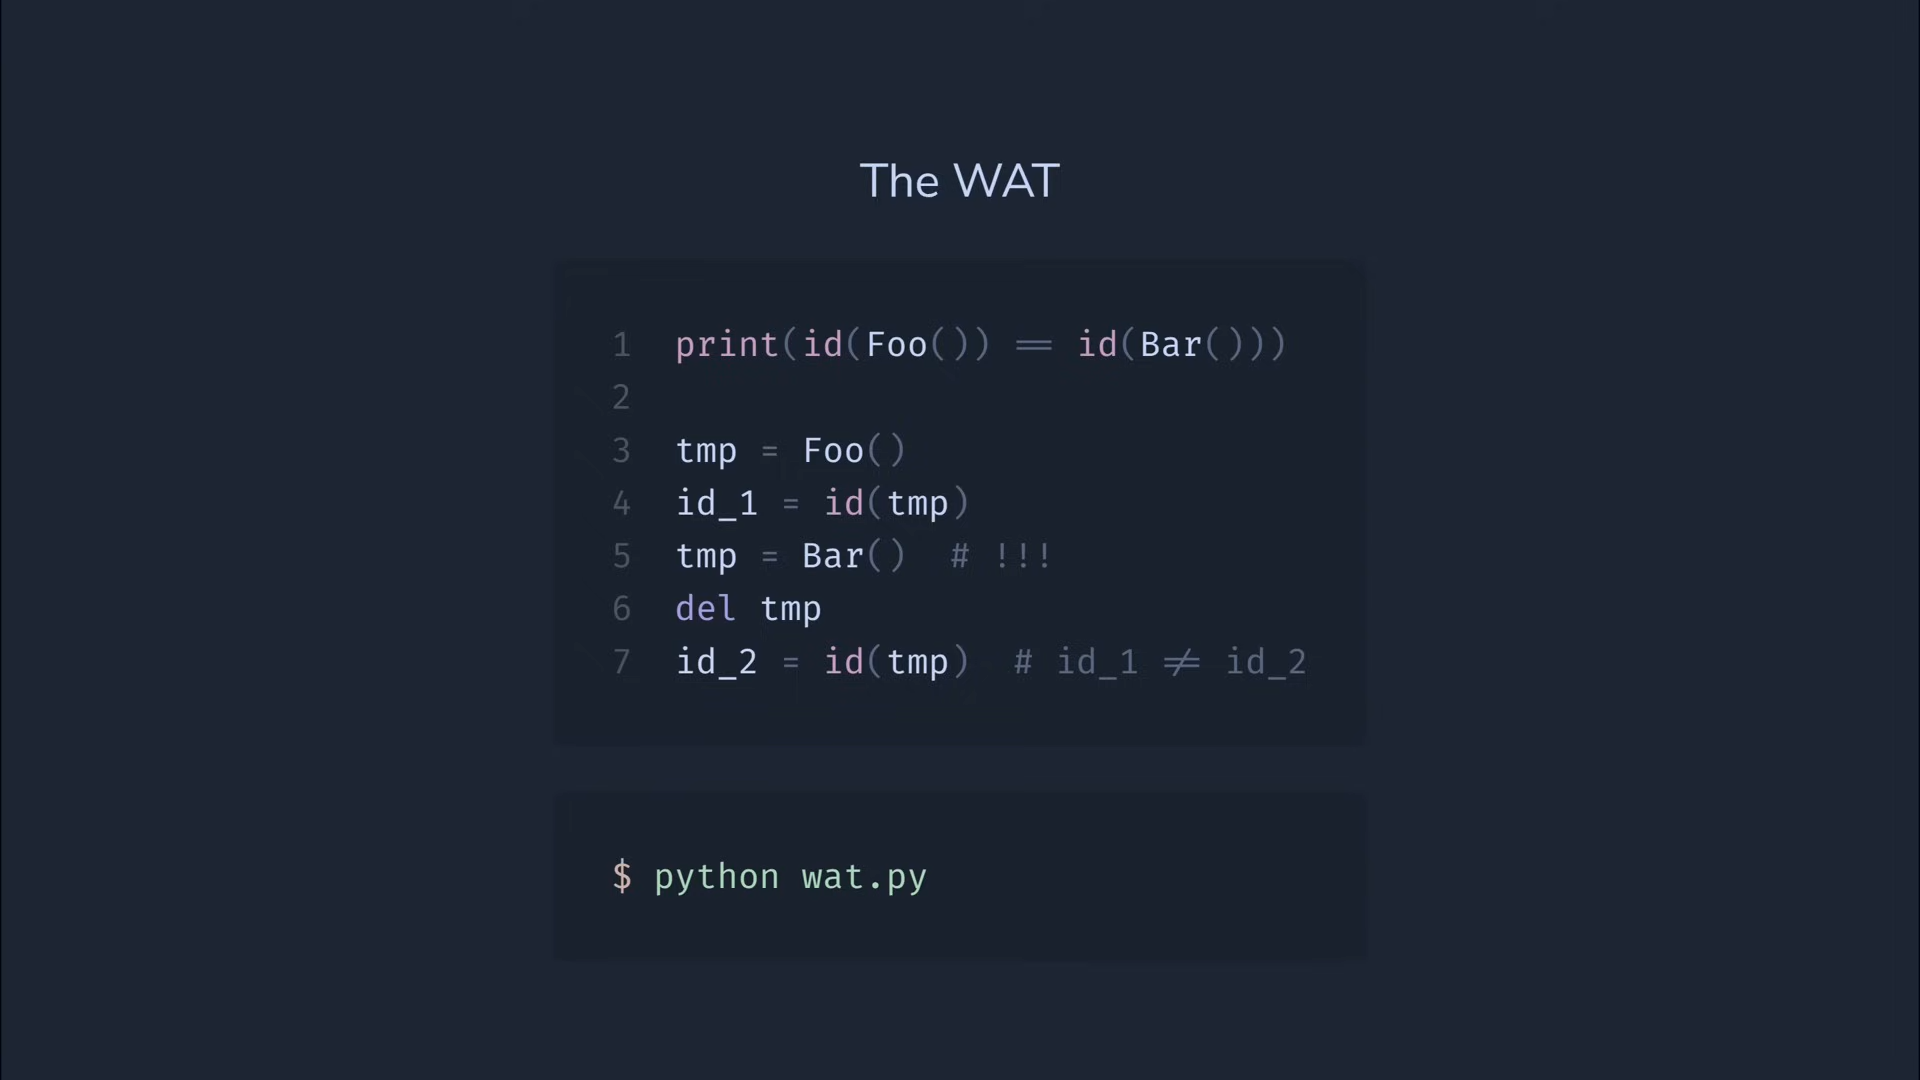 The WAT
1 print(id(Foo()) == id(Bar()))
2
3 tmp = Foo()
4 id_1 = id(tmp)
5 tmp = Bar()  # !!!
6 del tmp
7 id_2 = id(tmp)  # id_1 != id_2
$ python wat.py